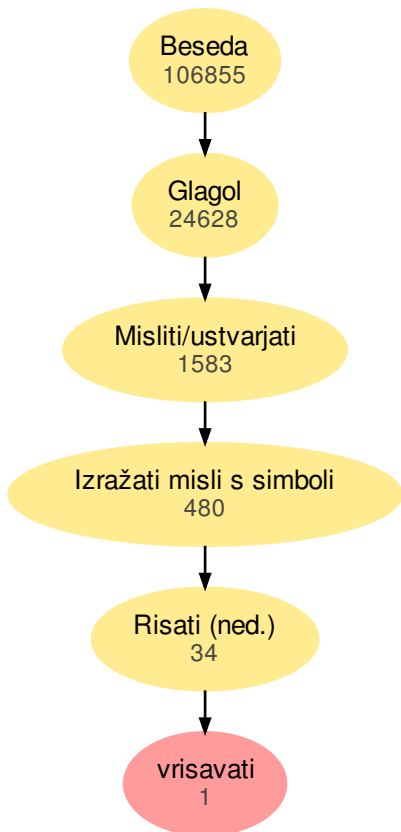 Beseda
106855
Glagol
24628
Misliti/ustvarjati
1583
Izražati misli s simboli
480
Risati (ned.)
34
vrisavati
1